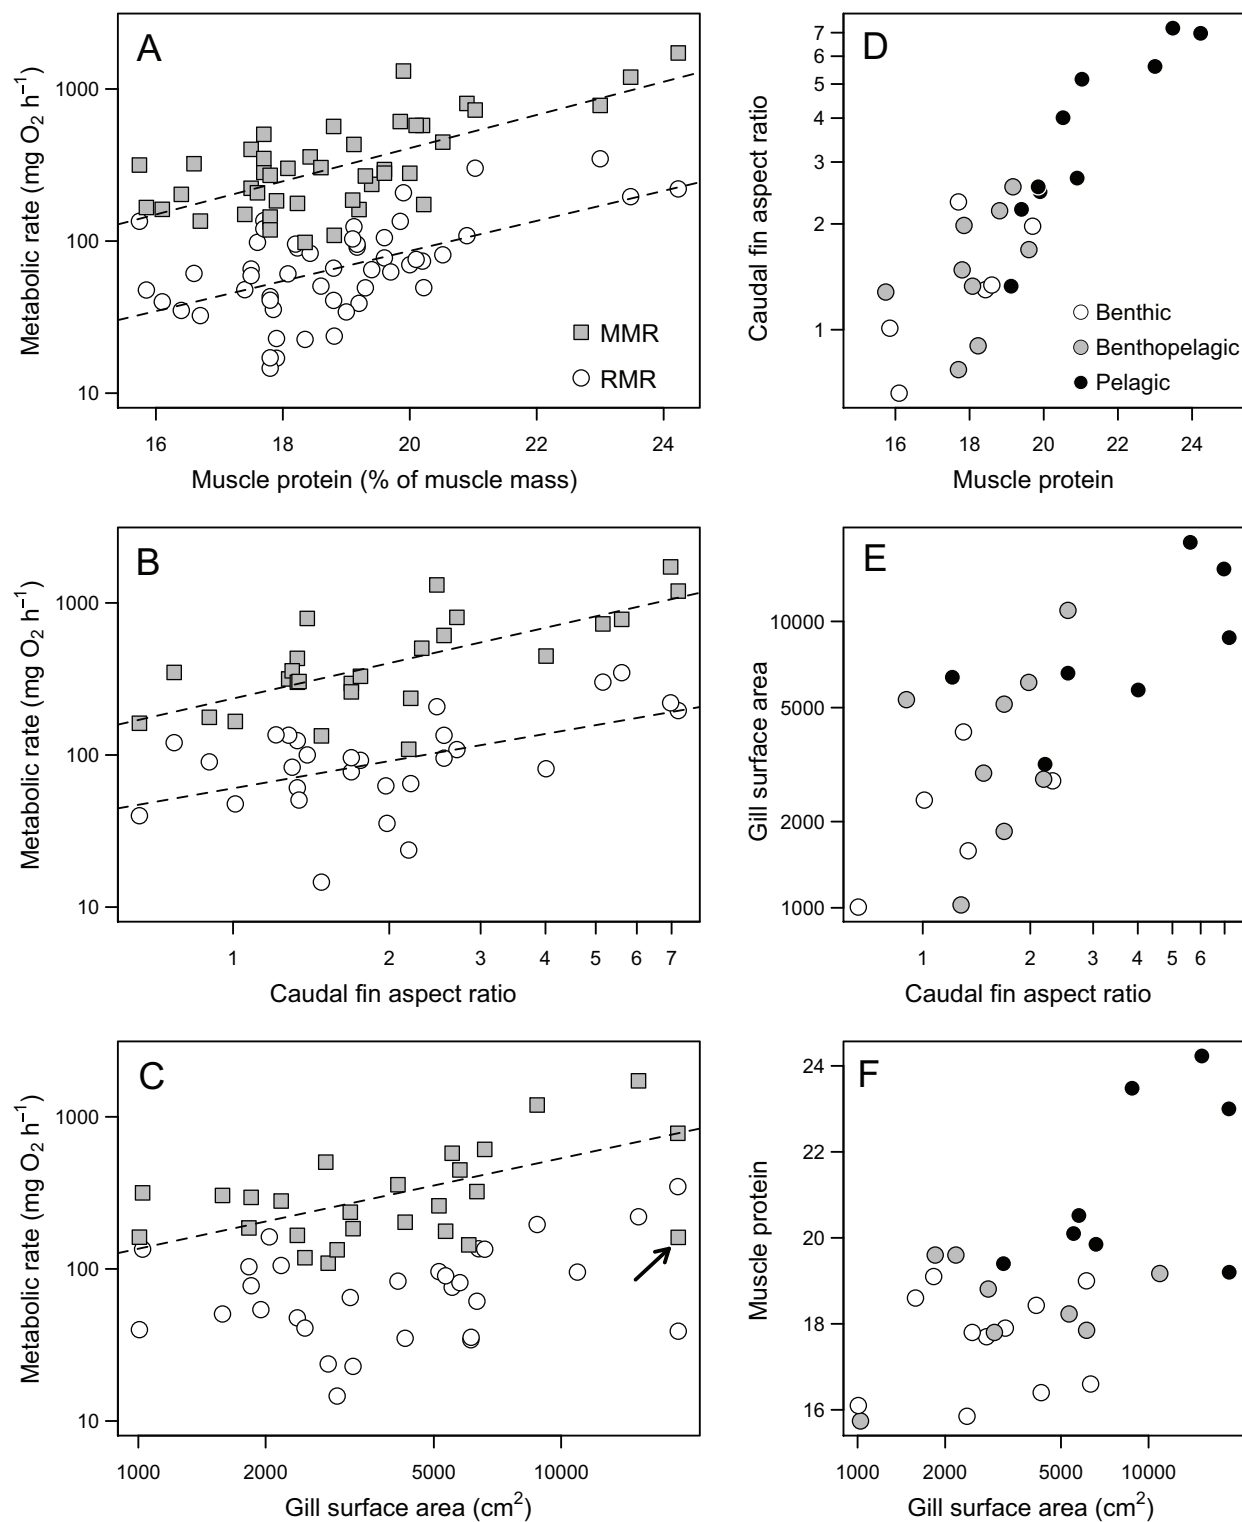 A
Metabolic rate (mg O₂ h⁻¹)
1000
100
10
MMR
RMR
16 18 20 22 24
Muscle protein (% of muscle mass)
D
Caudal fin aspect ratio
7
6
5
4
3
2
1
Benthic
Benthopelagic
Pelagic
16 18 20 22 24
Muscle protein
B
Metabolic rate (mg O₂ h⁻¹)
1000
100
10
1 2 3 4 5 6 7
Caudal fin aspect ratio
E
Gill surface area
10000
5000
2000
1000
1 2 3 4 5 6
Caudal fin aspect ratio
C
Metabolic rate (mg O₂ h⁻¹)
1000
100
10
1000 2000 5000 10000
Gill surface area (cm²)
F
Muscle protein
24
22
20
18
16
1000 2000 5000 10000
Gill surface area (cm²)